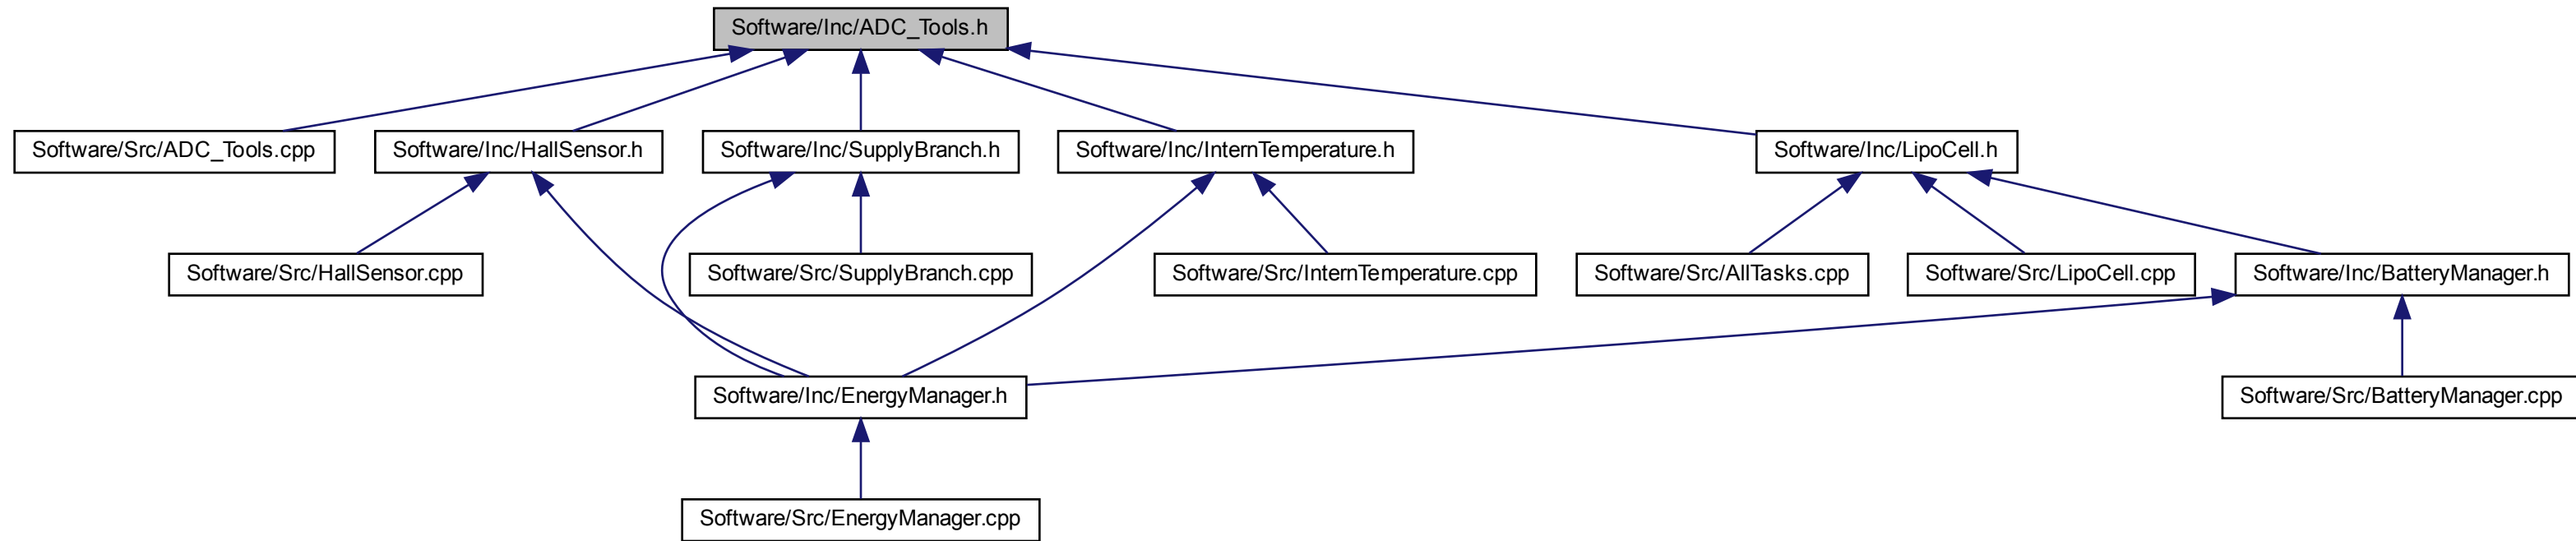 Software/Inc/ADC_Tools.h
Software/Src/ADC_Tools.cpp
Software/Inc/HallSensor.h
Software/Inc/SupplyBranch.h
Software/Inc/InternTemperature.h
Software/Inc/LipoCell.h
Software/Src/HallSensor.cpp
Software/Src/SupplyBranch.cpp
Software/Src/InternTemperature.cpp
Software/Src/AllTasks.cpp
Software/Src/LipoCell.cpp
Software/Inc/BatteryManager.h
Software/Inc/EnergyManager.h
Software/Src/BatteryManager.cpp
Software/Src/EnergyManager.cpp